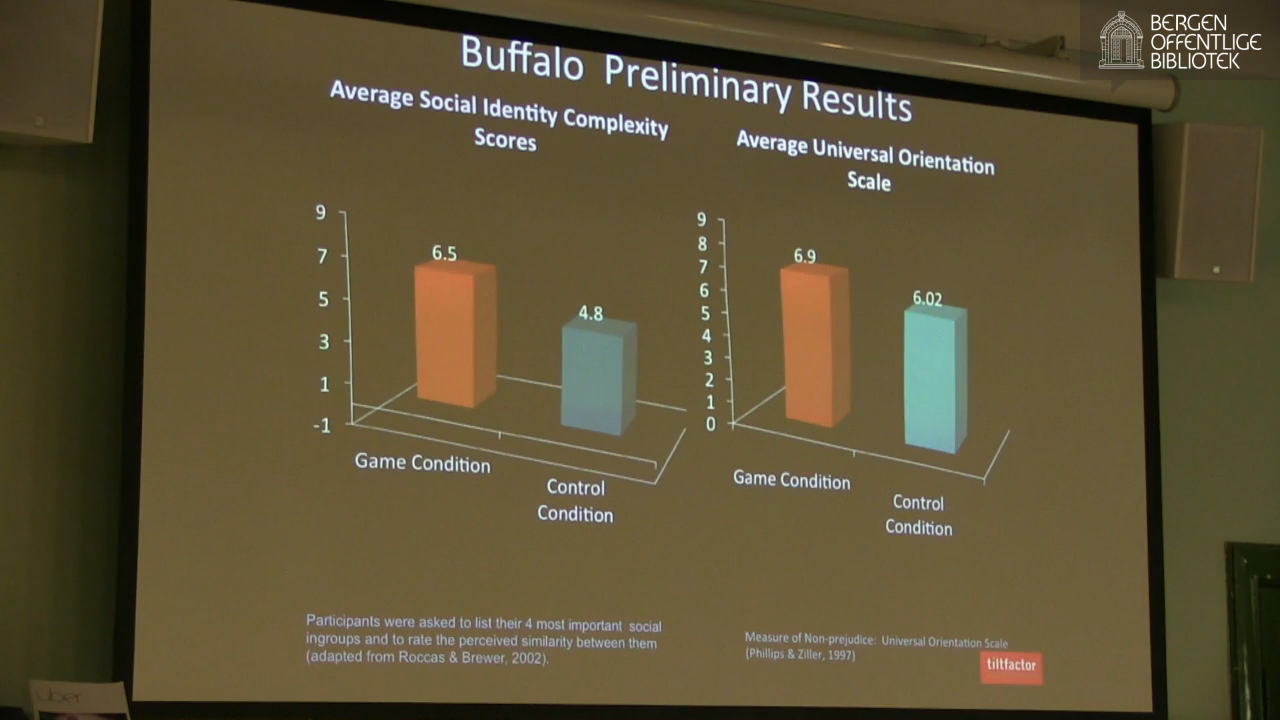 BERGEN
OFFENTLIGE
BIBLIOTEK
Buffalo Preliminary Results
Average Social Identity Complexity
Scores
9
7
5
3
1
-1
6.5
4.8
Game Condition
Control
Condition
Average Universal Orientation
Scale
9
8
7
6
5
4
3
2
1
0
6.9
6.02
Game Condition
Control
Condition
Participants were asked to list their 4 most important social
ingroups and to rate the perceived similarity between them
(adapted from Roccas & Brewer, 2002).
Measure of Non-prejudice: Universal Orientation Scale
(Phillips & Ziller, 1997)
tiltfactor
uber